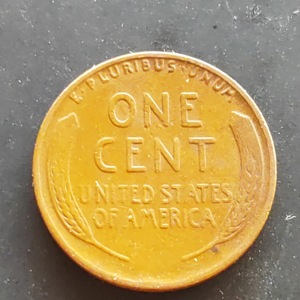 E·PLURIBUS·UNUM
ONE
CENT
UNITED STATES
OF AMERICA